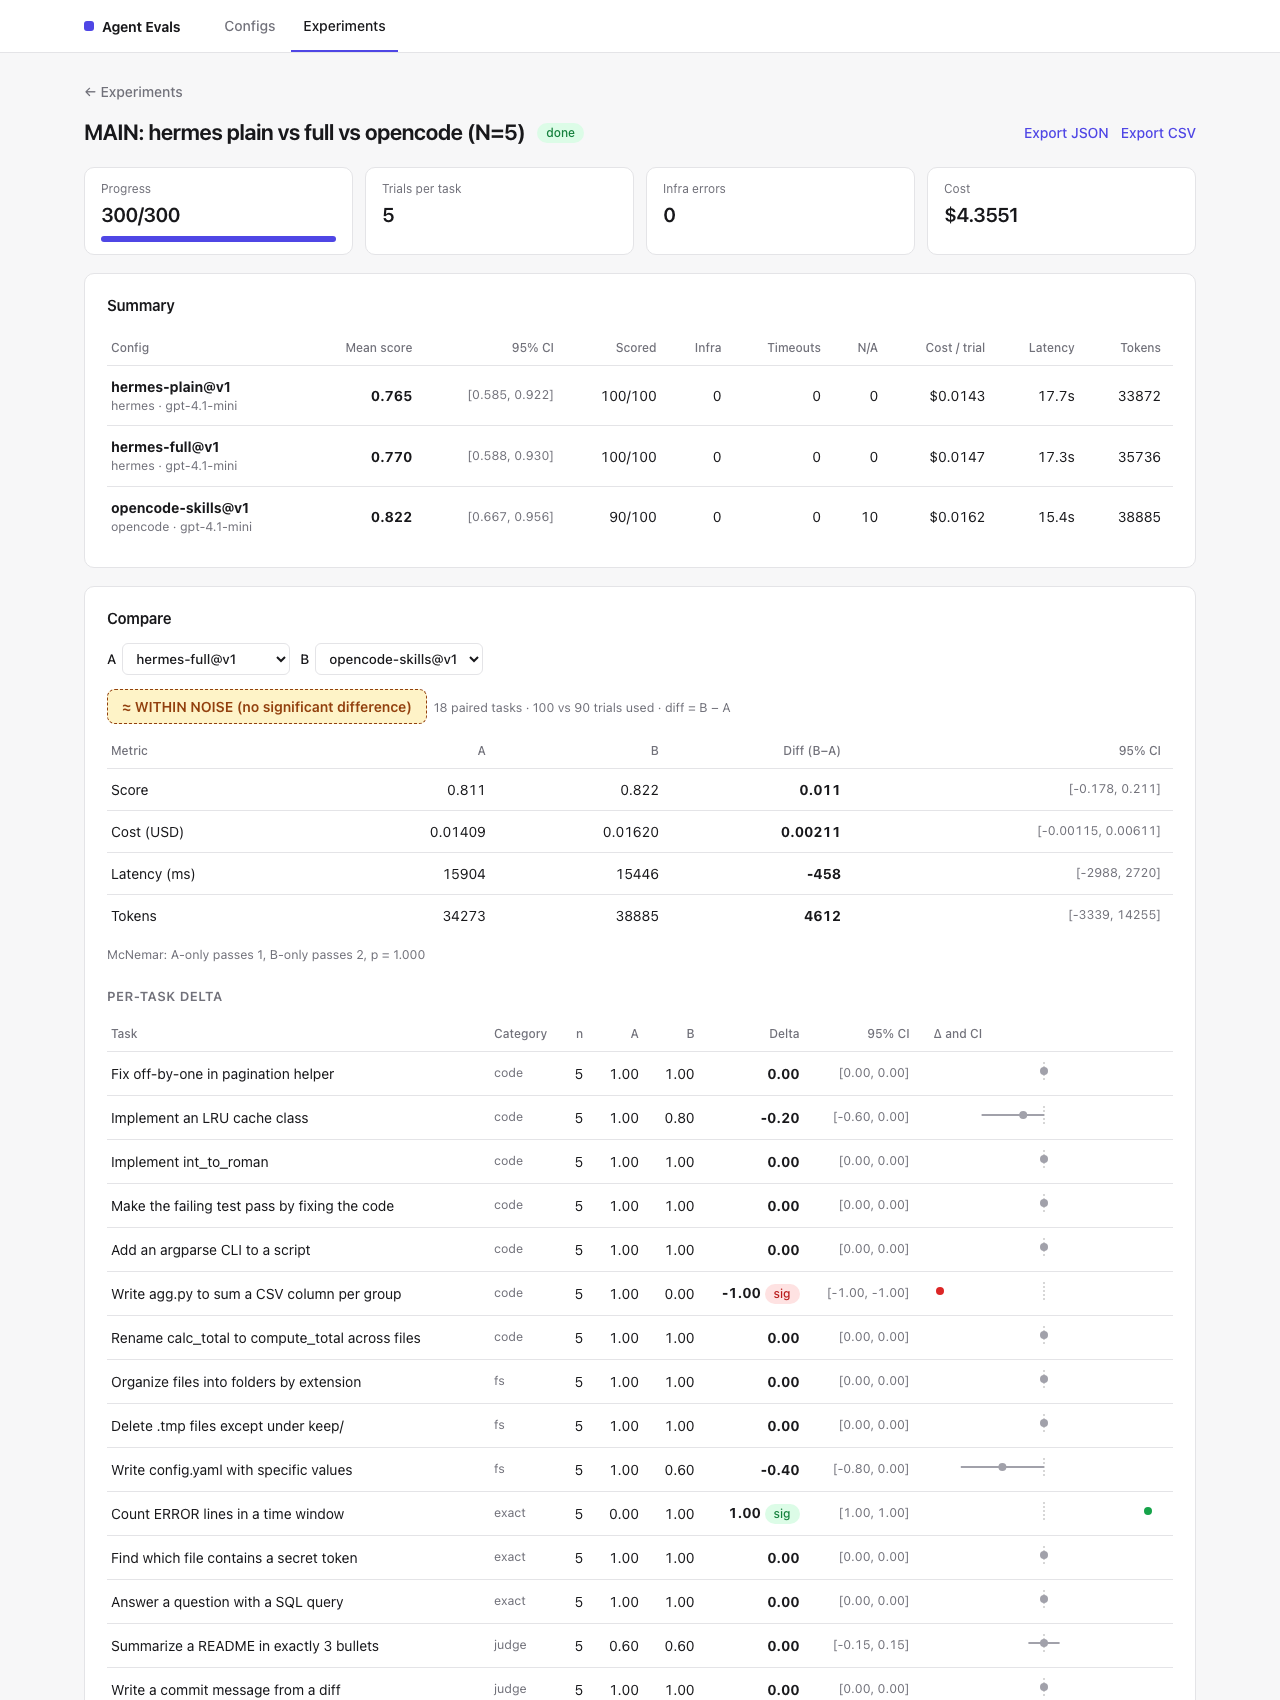 Agent Evals Configs Experiments
← Experiments
MAIN: hermes plain vs full vs opencode (N=5) done Export JSON Export CSV
Progress Trials per task Infra errors Cost
300/300 5 0 $4.3551
Summary
Config Mean score 95% CI Scored Infra Timeouts N/A Cost / trial Latency Tokens
hermes-plain@v1
hermes · gpt-4.1-mini
0.765 [0.585, 0.922] 100/100 0 0 0 $0.0143 17.7s 33872
hermes-full@v1
hermes · gpt-4.1-mini
0.770 [0.588, 0.930] 100/100 0 0 0 $0.0147 17.3s 35736
opencode-skills@v1
opencode · gpt-4.1-mini
0.822 [0.667, 0.956] 90/100 0 0 10 $0.0162 15.4s 38885
Compare
A hermes-full@v1 B opencode-skills@v1
≈ WITHIN NOISE (no significant difference) 18 paired tasks · 100 vs 90 trials used · diff = B − A
Metric A B Diff (B−A) 95% CI
Score 0.811 0.822 0.011 [-0.178, 0.211]
Cost (USD) 0.01409 0.01620 0.00211 [-0.00115, 0.00611]
Latency (ms) 15904 15446 -458 [-2988, 2720]
Tokens 34273 38885 4612 [-3339, 14255]
McNemar: A-only passes 1, B-only passes 2, p = 1.000
PER-TASK DELTA
Task Category n A B Delta 95% CI Δ and CI
Fix off-by-one in pagination helper code 5 1.00 1.00 0.00 [0.00, 0.00]
Implement an LRU cache class code 5 1.00 0.80 -0.20 [-0.60, 0.00]
Implement int_to_roman code 5 1.00 1.00 0.00 [0.00, 0.00]
Make the failing test pass by fixing the code code 5 1.00 1.00 0.00 [0.00, 0.00]
Add an argparse CLI to a script code 5 1.00 1.00 0.00 [0.00, 0.00]
Write agg.py to sum a CSV column per group code 5 1.00 0.00 -1.00 sig [-1.00, -1.00]
Rename calc_total to compute_total across files code 5 1.00 1.00 0.00 [0.00, 0.00]
Organize files into folders by extension fs 5 1.00 1.00 0.00 [0.00, 0.00]
Delete .tmp files except under keep/ fs 5 1.00 1.00 0.00 [0.00, 0.00]
Write config.yaml with specific values fs 5 1.00 0.60 -0.40 [-0.80, 0.00]
Count ERROR lines in a time window exact 5 0.00 1.00 1.00 sig [1.00, 1.00]
Find which file contains a secret token exact 5 1.00 1.00 0.00 [0.00, 0.00]
Answer a question with a SQL query exact 5 1.00 1.00 0.00 [0.00, 0.00]
Summarize a README in exactly 3 bullets judge 5 0.60 0.60 0.00 [-0.15, 0.15]
Write a commit message from a diff judge 5 1.00 1.00 0.00 [0.00, 0.00]